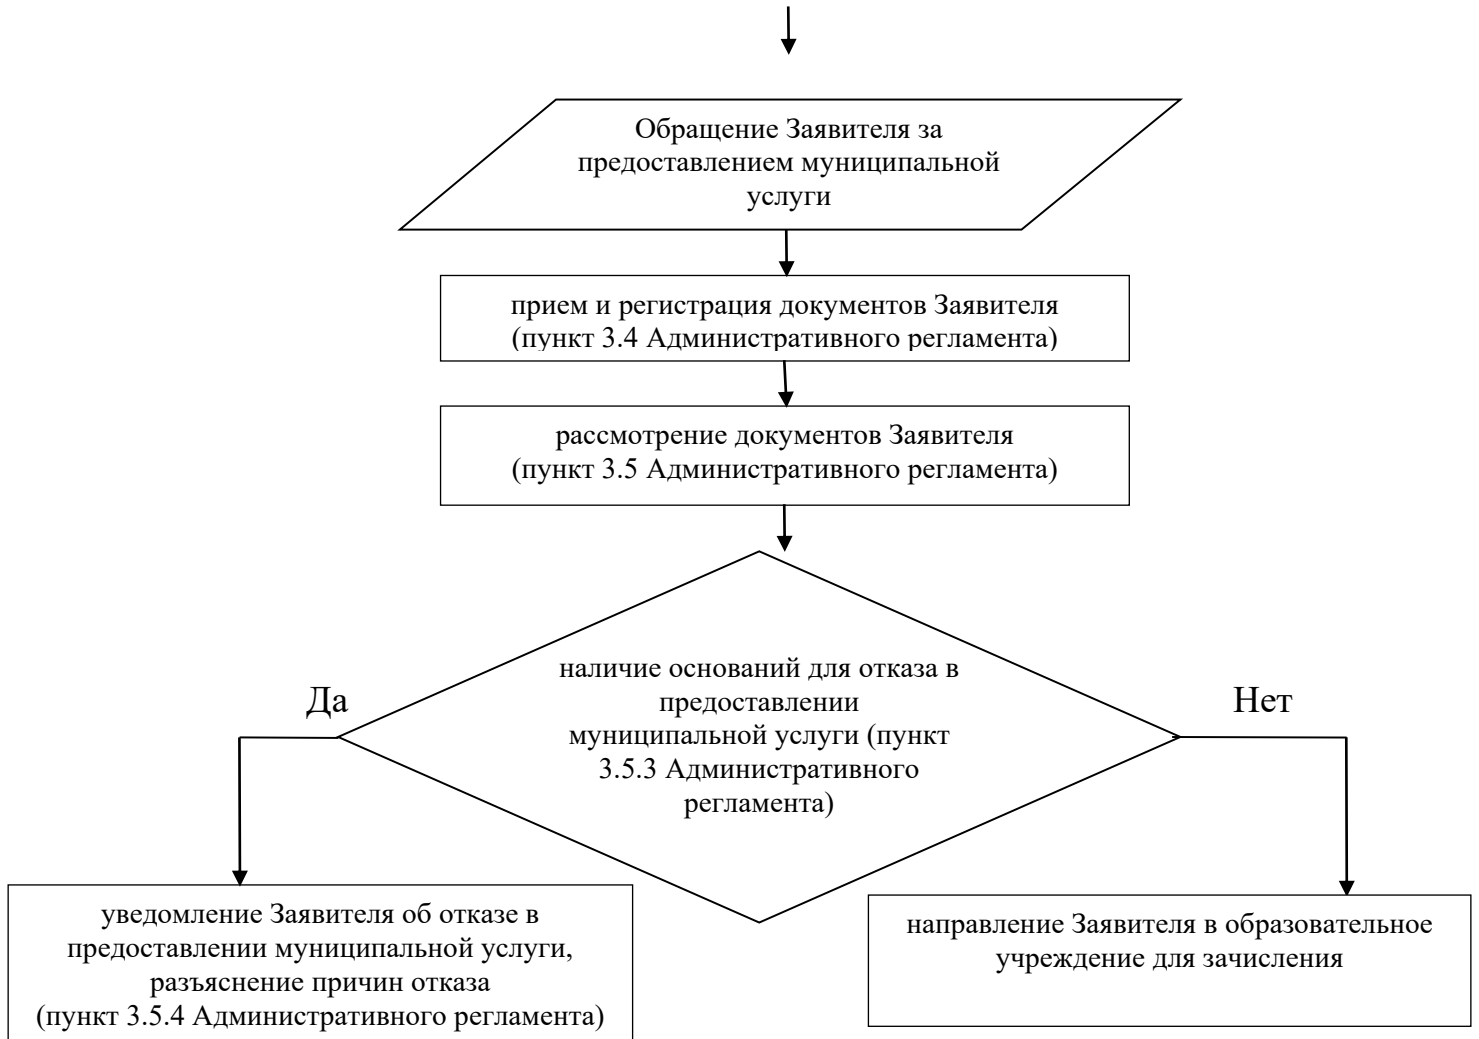 Обращение Заявителя за
предоставлением муниципальной
услуги
прием и регистрация документов Заявителя
(пункт 3.4 Административного регламента)
рассмотрение документов Заявителя
(пункт 3.5 Административного регламента)
наличие оснований для отказа в
предоставлении
муниципальной услуги (пункт
3.5.3 Административного
регламента)
Да
Нет
уведомление Заявителя об отказе в
предоставлении муниципальной услуги,
разъяснение причин отказа
(пункт 3.5.4 Административного регламента)
направление Заявителя в образовательное
учреждение для зачисления